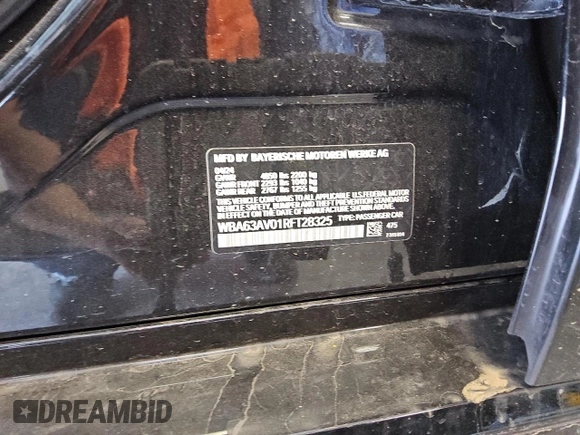 MFD BY BAYERISCHE MOTOREN WERKE AG
04/24
GVWR 4850 lbs 2200 kg
GAWR FRONT 2293 lbs 1040 kg
GAWR REAR 2767 lbs 1255 kg
THIS VEHICLE CONFORMS TO ALL APPLICABLE U.S.FEDERAL MOTOR
VEHICLE SAFETY, BUMPER AND THEFT PREVENTION STANDARDS
IN EFFECT ON THE DATE OF MANUFACTURE SHOWN ABOVE.
WBA63AV01RFT28325 TYPE: PASSENGER CAR
475
DREAMBID